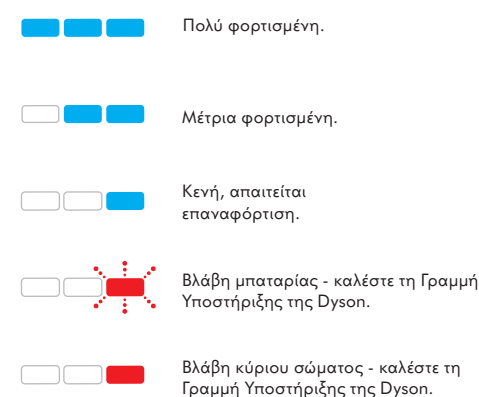 Πολύ φορτισμένη.
Μέτρια φορτισμένη.
Κενή, απαιτείται
επαναφόρτιση.
Βλάβη μπαταρίας - καλέστε τη Γραμμή
Υποστήριξης της Dyson.
Βλάβη κύριου σώματος - καλέστε τη
Γραμμή Υποστήριξης της Dyson.